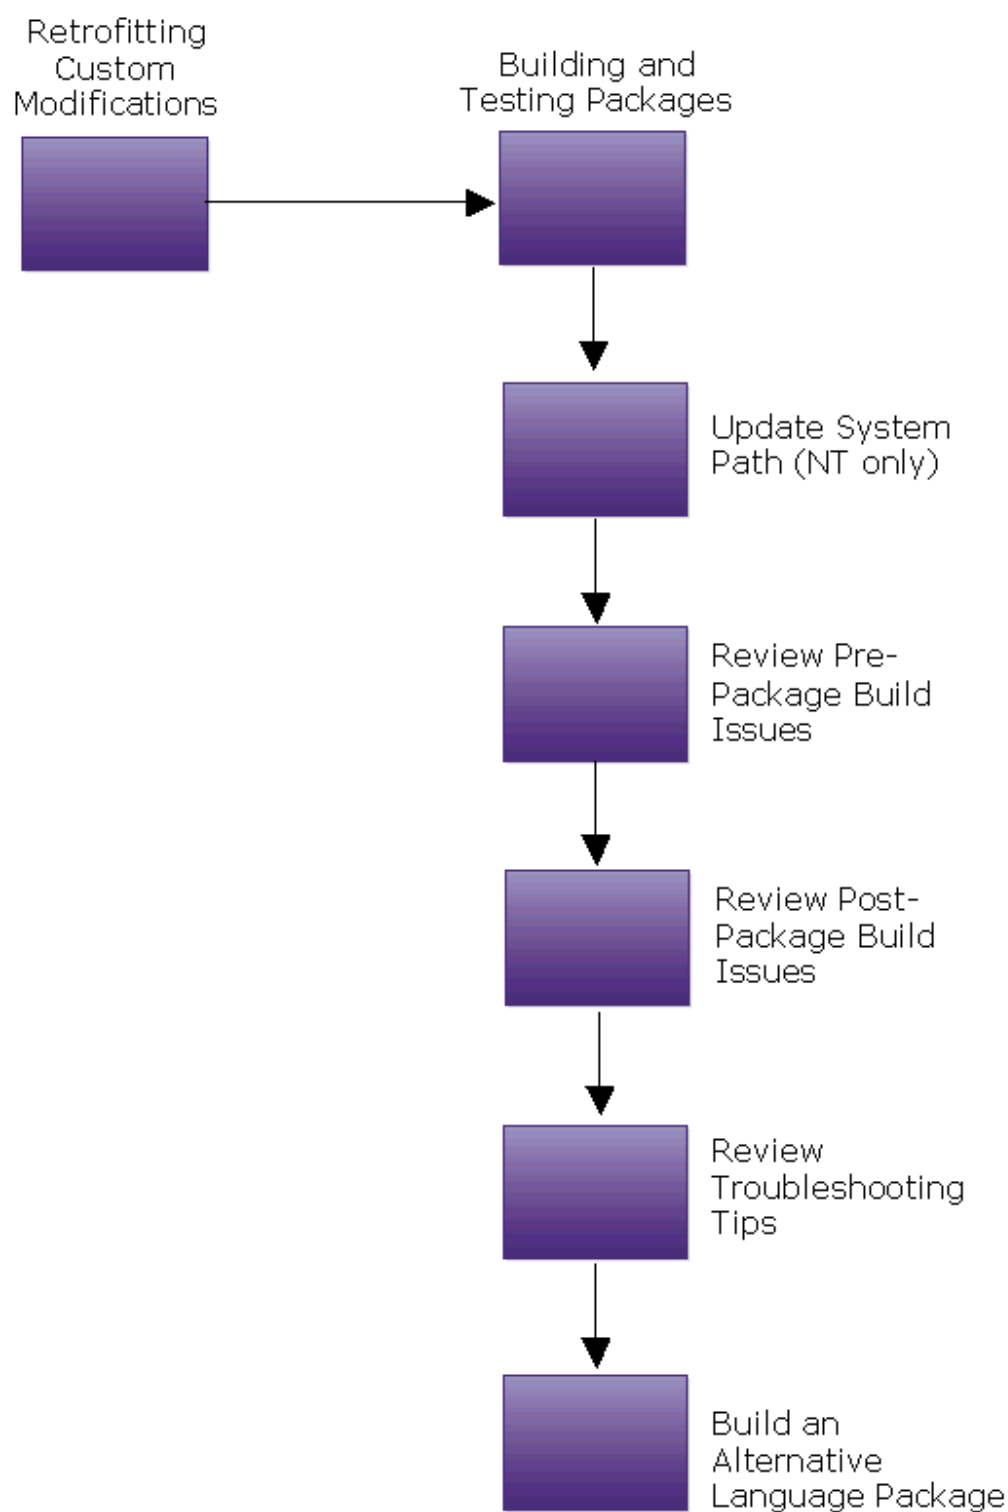 Retrofitting
Custom
Modifications
Building and
Testing Packages
Update System
Path (NT only)
Review Pre-
Package Build
Issues
Review Post-
Package Build
Issues
Review
Troubleshooting
Tips
Build an
Alternative
Language Package